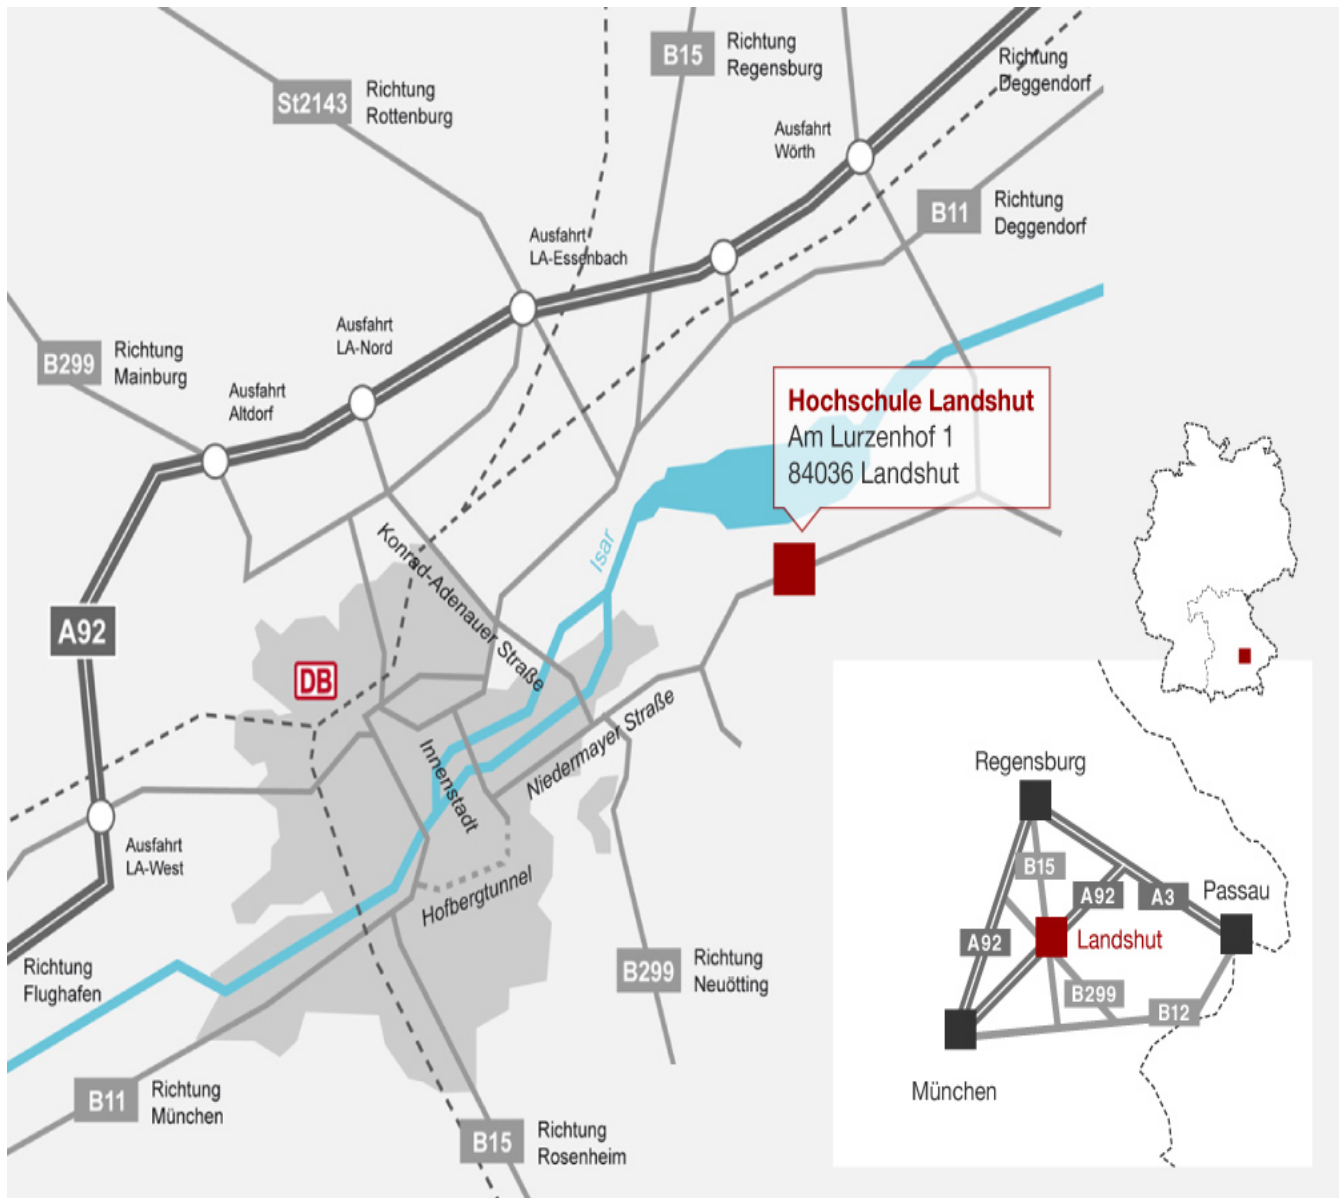 B15
Richtung
Regensburg
Richtung
Deggendorf
St2143
Richtung
Rottenburg
Ausfahrt
Wörth
B11
Richtung
Deggendorf
Ausfahrt
LA-Essenbach
Ausfahrt
LA-Nord
B299
Richtung
Mainburg
Ausfahrt
Altdorf
Hochschule Landshut
Am Lurzenhof 1
84036 Landshut
Konrad-Adenauer Straße
Isar
A92
DB
Niedermayer Straße
Innenstadt
Ausfahrt
LA-West
Hofbergtunnel
Richtung
Flughafen
B299
Richtung
Neuötting
B11
Richtung
München
B15
Richtung
Rosenheim
Regensburg
B15
A92
A3
Passau
A92
Landshut
B299
B12
München